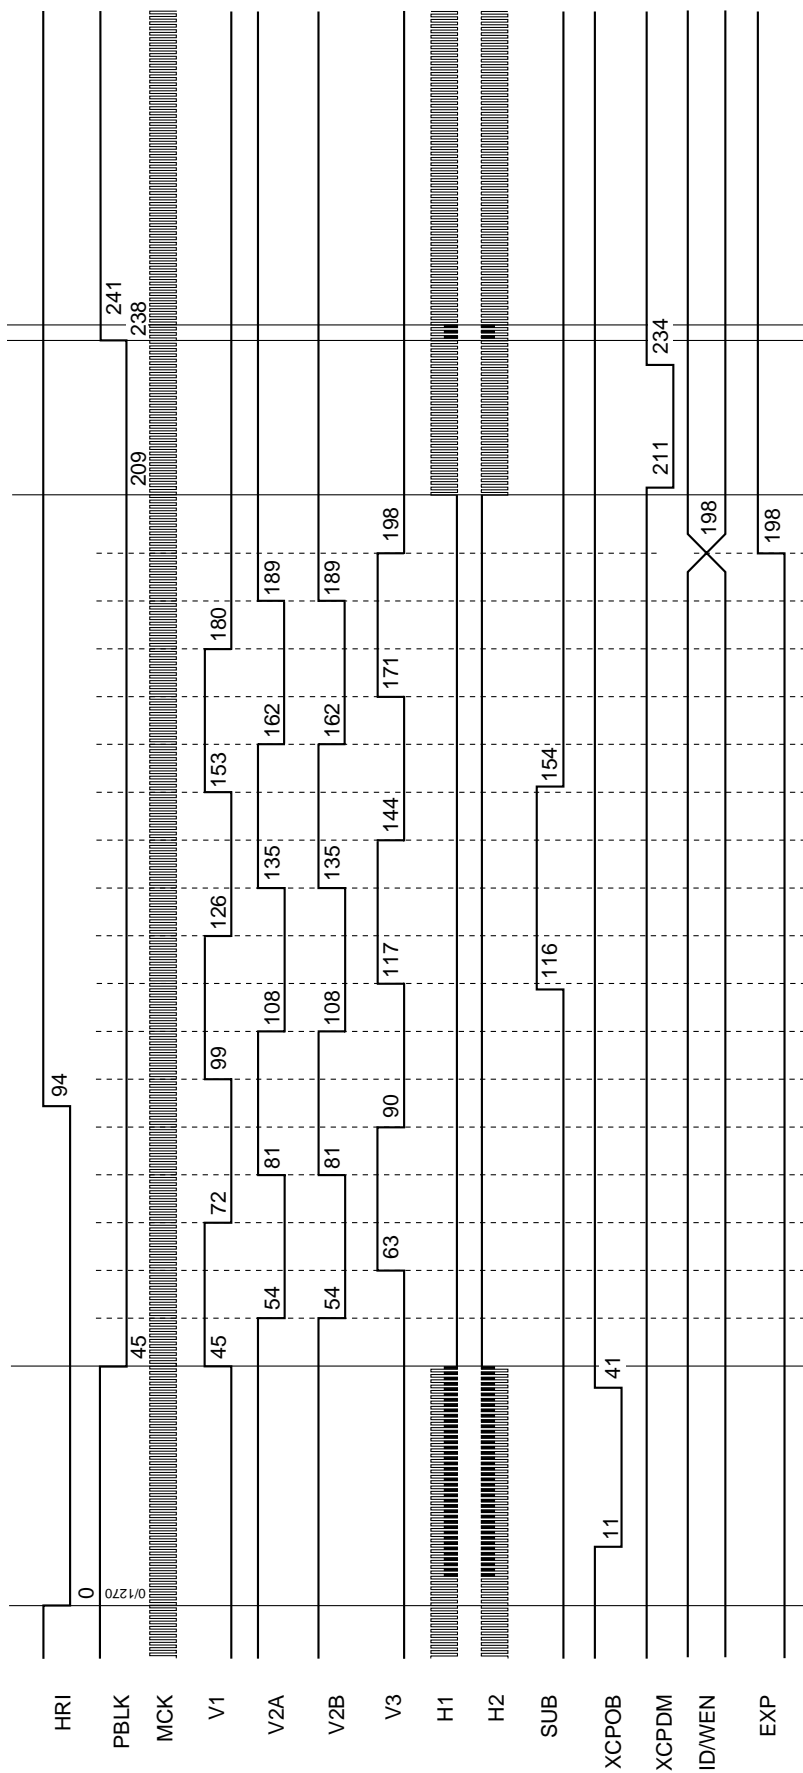 HRI 0 94
PBLK 0/1270 45 209 238 241
MCK
V1 45 72 99 126 153 180
V2A 54 81 108 135 162 189
V2B 54 81 108 135 162 189
V3 63 90 117 144 171 198
H1
H2
SUB 116 154
XCPOB 11 41
XCPDM 211 234
ID/WEN 198
EXP 198